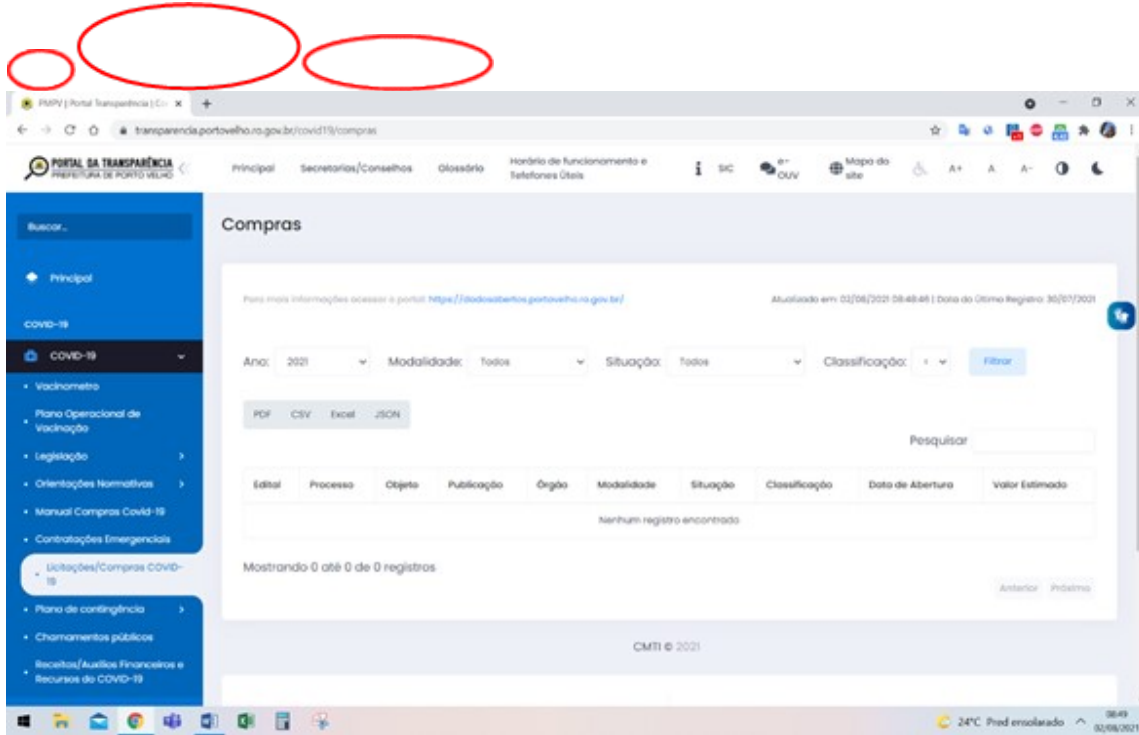 PMPV | Portal Transparência | Co
transparencia.portovelho.ro.gov.br/covid19/compras
PORTAL DA TRANSPARÊNCIA
PREFEITURA DE PORTO VELHO
Principal
Secretarias/Conselhos
Glossário
Horário de funcionamento e
Telefones Úteis
SIC
e-
OUV
Mapa do
site
A+
A
A-
Buscar..
Principal
COVID-19
COVID-19
Vacinometro
Plano Operacional de
Vacinação
Legislação
Orientações Normativas
Manual Compras Covid-19
Contratações Emergenciais
Licitações/Compras COVID-
19
Plano de contingência
Chamamentos públicos
Receitas/Auxílios Financeiros e
Recursos do COVID-19
Compras
Para mais informações acessar o portal: https://dadosabertos.portovelho.ro.gov.br/
Atualizado em: 02/08/2021 08:48:46 | Data do Último Registro: 30/07/2021
Ano: 2021 Modalidade: Todos Situação: Todos Classificação: Filtrar
PDF CSV Excel JSON
Pesquisar
Edital Processo Objeto Publicação Órgão Modalidade Situação Classificação Data de Abertura Valor Estimado
Nenhum registro encontrado
Mostrando 0 até 0 de 0 registros
Anterior Próximo
CMTI © 2021
24°C Pred ensolarado
08:49
02/08/2021